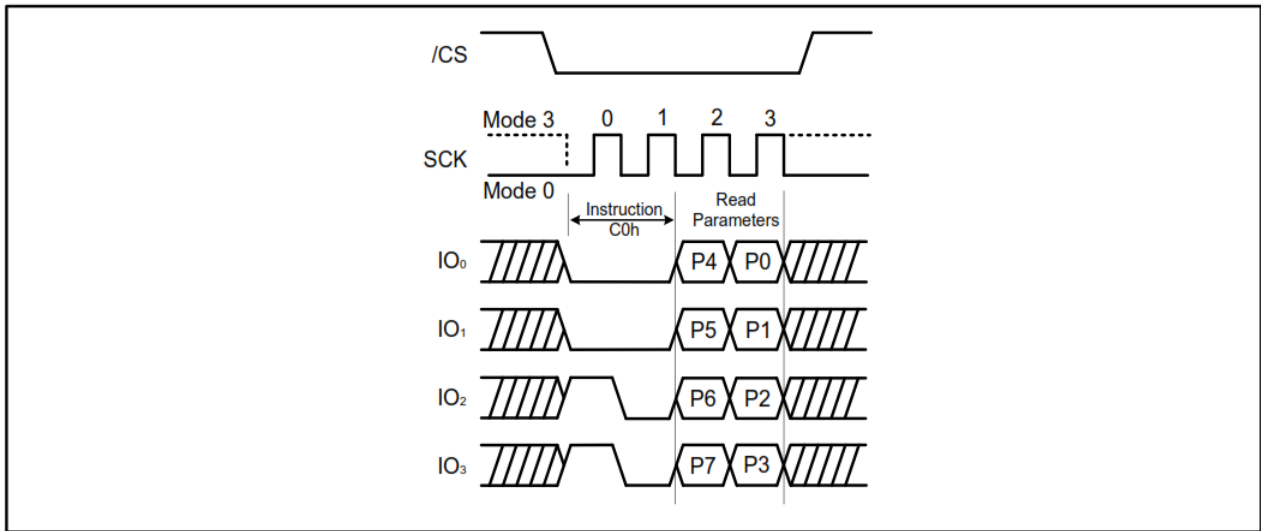 /CS
Mode 3 0 1 2 3
SCK
Mode 0
Instruction
C0h
Read
Parameters
IO₀ P4 P0
IO₁ P5 P1
IO₂ P6 P2
IO₃ P7 P3